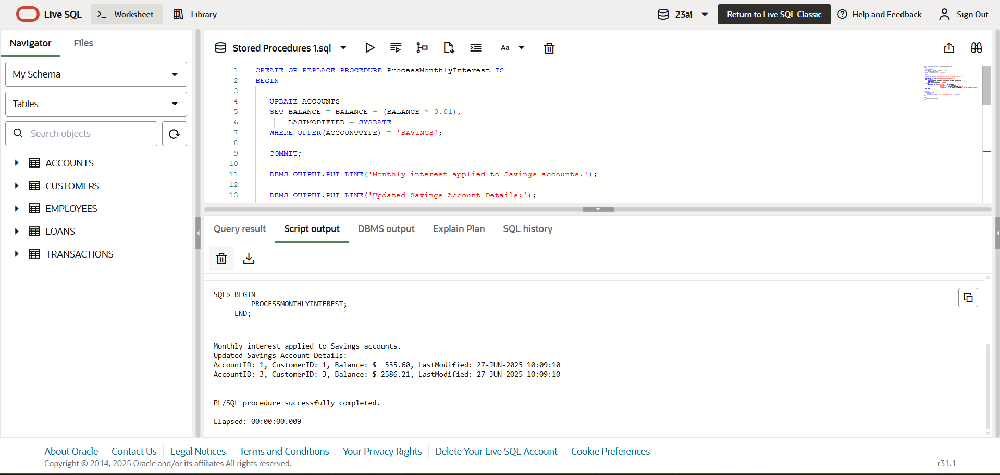 Live SQL
Worksheet
Library
23ai
Return to Live SQL Classic
Help and Feedback
Sign Out
Navigator
Files
My Schema
Tables
Search objects
ACCOUNTS
CUSTOMERS
EMPLOYEES
LOANS
TRANSACTIONS
Stored Procedures 1.sql
Aa
1 CREATE OR REPLACE PROCEDURE ProcessMonthlyInterest IS
2 BEGIN
3
4 UPDATE ACCOUNTS
5 SET BALANCE = BALANCE + (BALANCE * 0.01),
6 LASTMODIFIED = SYSDATE
7 WHERE UPPER(ACCOUNTTYPE) = 'SAVINGS';
8
9 COMMIT;
10
11 DBMS_OUTPUT.PUT_LINE('Monthly interest applied to Savings accounts.');
12
13 DBMS_OUTPUT.PUT_LINE('Updated Savings Account Details:');
Query result
Script output
DBMS output
Explain Plan
SQL history
SQL> BEGIN
PROCESSMONTHLYINTEREST;
END;
Monthly interest applied to Savings accounts.
Updated Savings Account Details:
AccountID: 1, CustomerID: 1, Balance: $  535.60, LastModified: 27-JUN-2025 10:09:10
AccountID: 3, CustomerID: 3, Balance: $ 2586.21, LastModified: 27-JUN-2025 10:09:10
PL/SQL procedure successfully completed.
Elapsed: 00:00:00.009
About Oracle
Contact Us
Legal Notices
Terms and Conditions
Your Privacy Rights
Delete Your Live SQL Account
Cookie Preferences
Copyright © 2014, 2025 Oracle and/or its affiliates All rights reserved.
r31.1